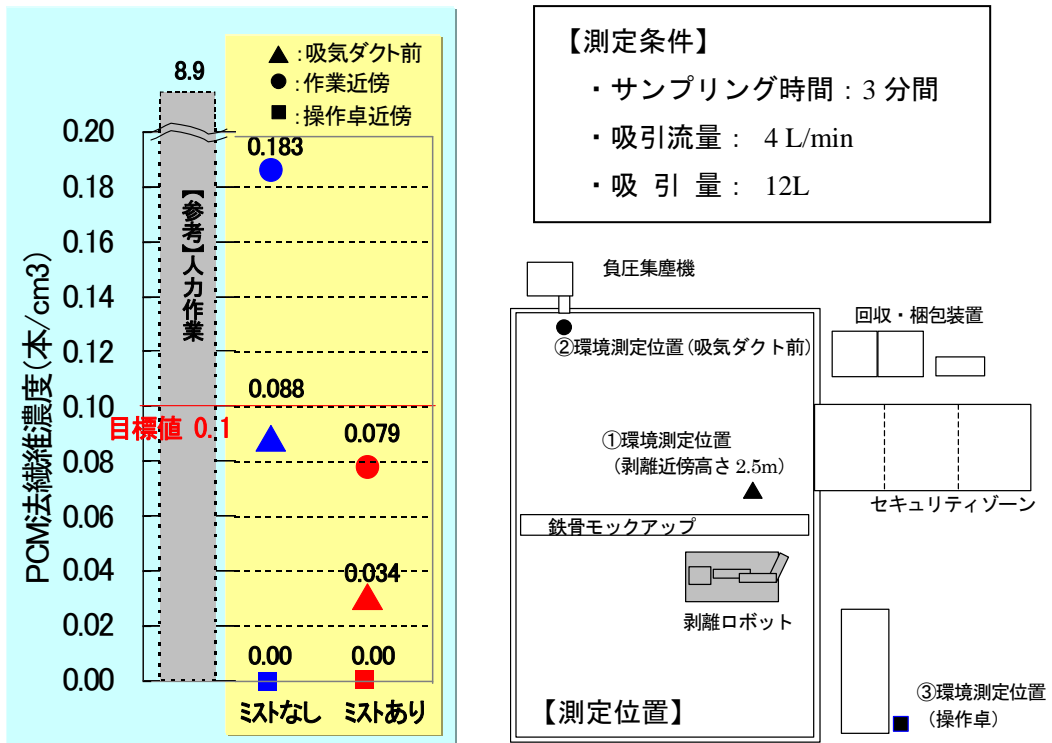 ▲:吸気ダクト前
●:作業近傍
■:操作卓近傍
8.9
0.20
0.18
0.16
0.14
0.12
0.10
0.08
0.06
0.04
0.02
0.00
PCM法繊維濃度(本/cm3)
【参考】人力作業
目標値 0.1
0.183
0.088
0.079
0.034
0.00
0.00
ミストなし ミストあり
【測定条件】
・サンプリング時間：3 分間
・吸引流量： 4 L/min
・吸 引 量： 12L
負圧集塵機
②環境測定位置(吸気ダクト前)
回収・梱包装置
①環境測定位置
（剥離近傍高さ 2.5m）
セキュリティゾーン
鉄骨モックアップ
剥離ロボット
③環境測定位置
（操作卓）
【測定位置】